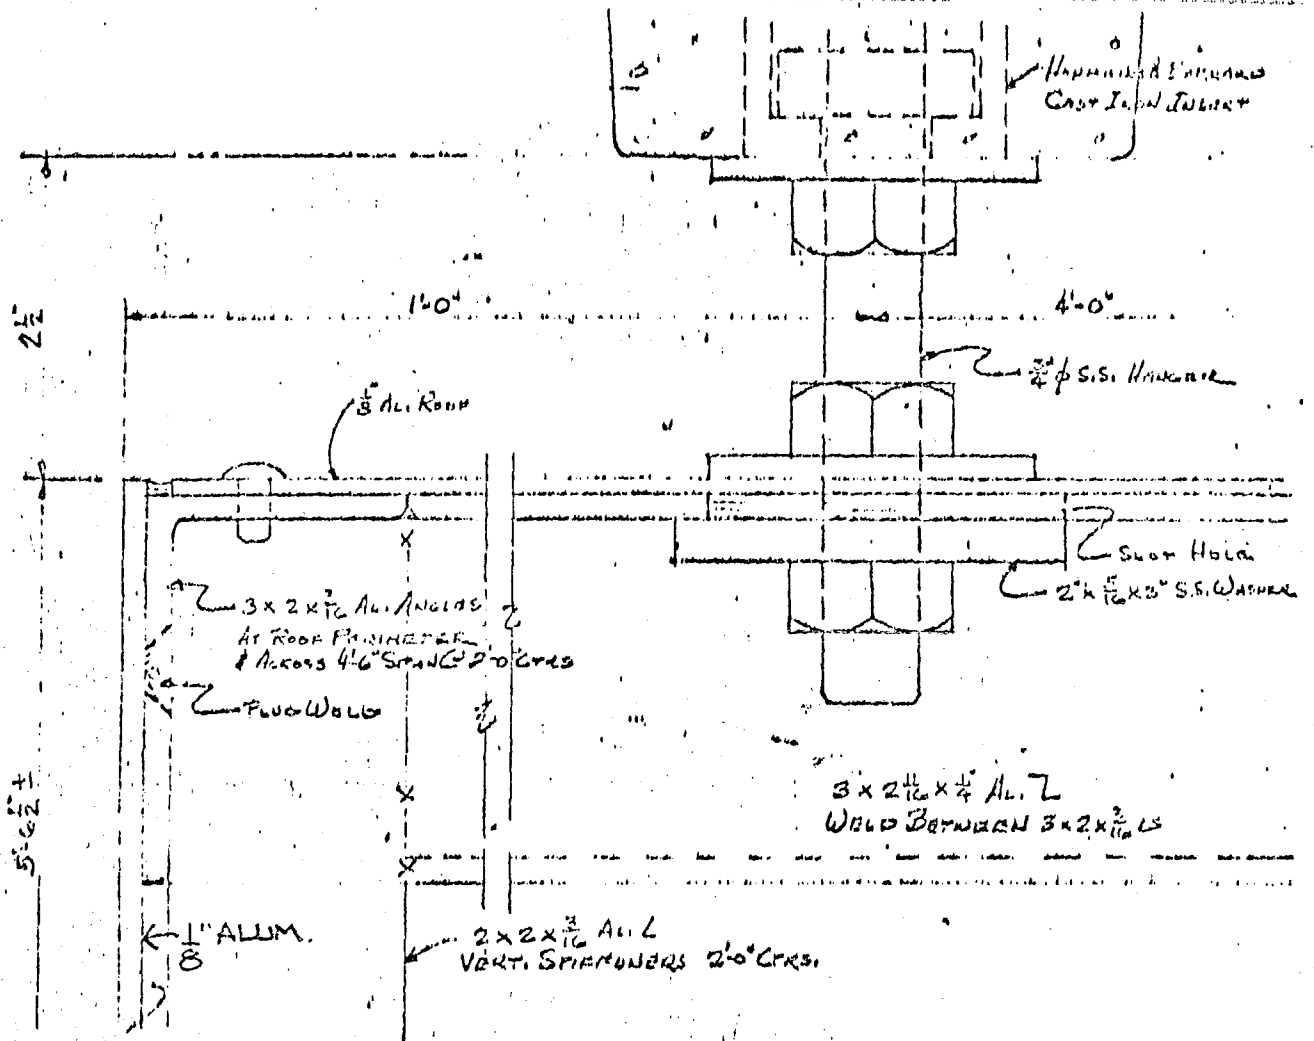 CAST IRON INSERT
2½"
1'-0"
4'-0"
¾" φ S.S. HANGER
⅛" AL. ROOF
SLOT HOLE
3 x 2 x 3/16 AL. ANGLES
AT ROOF PERIMETER
& ACROSS 4'-6" SPAN @ 2'-0" CTRS
PLUG WELD
S.S. WASHER
3 x 2 11/16 x ¼" AL. Z
WELD BETWEEN 3 x 2 x 3/16 LS
5'-6½" ±
⅛" ALUM.
2 x 2 x 3/16 AL. L
VERT. STIFFENERS 2'-0" CTRS.